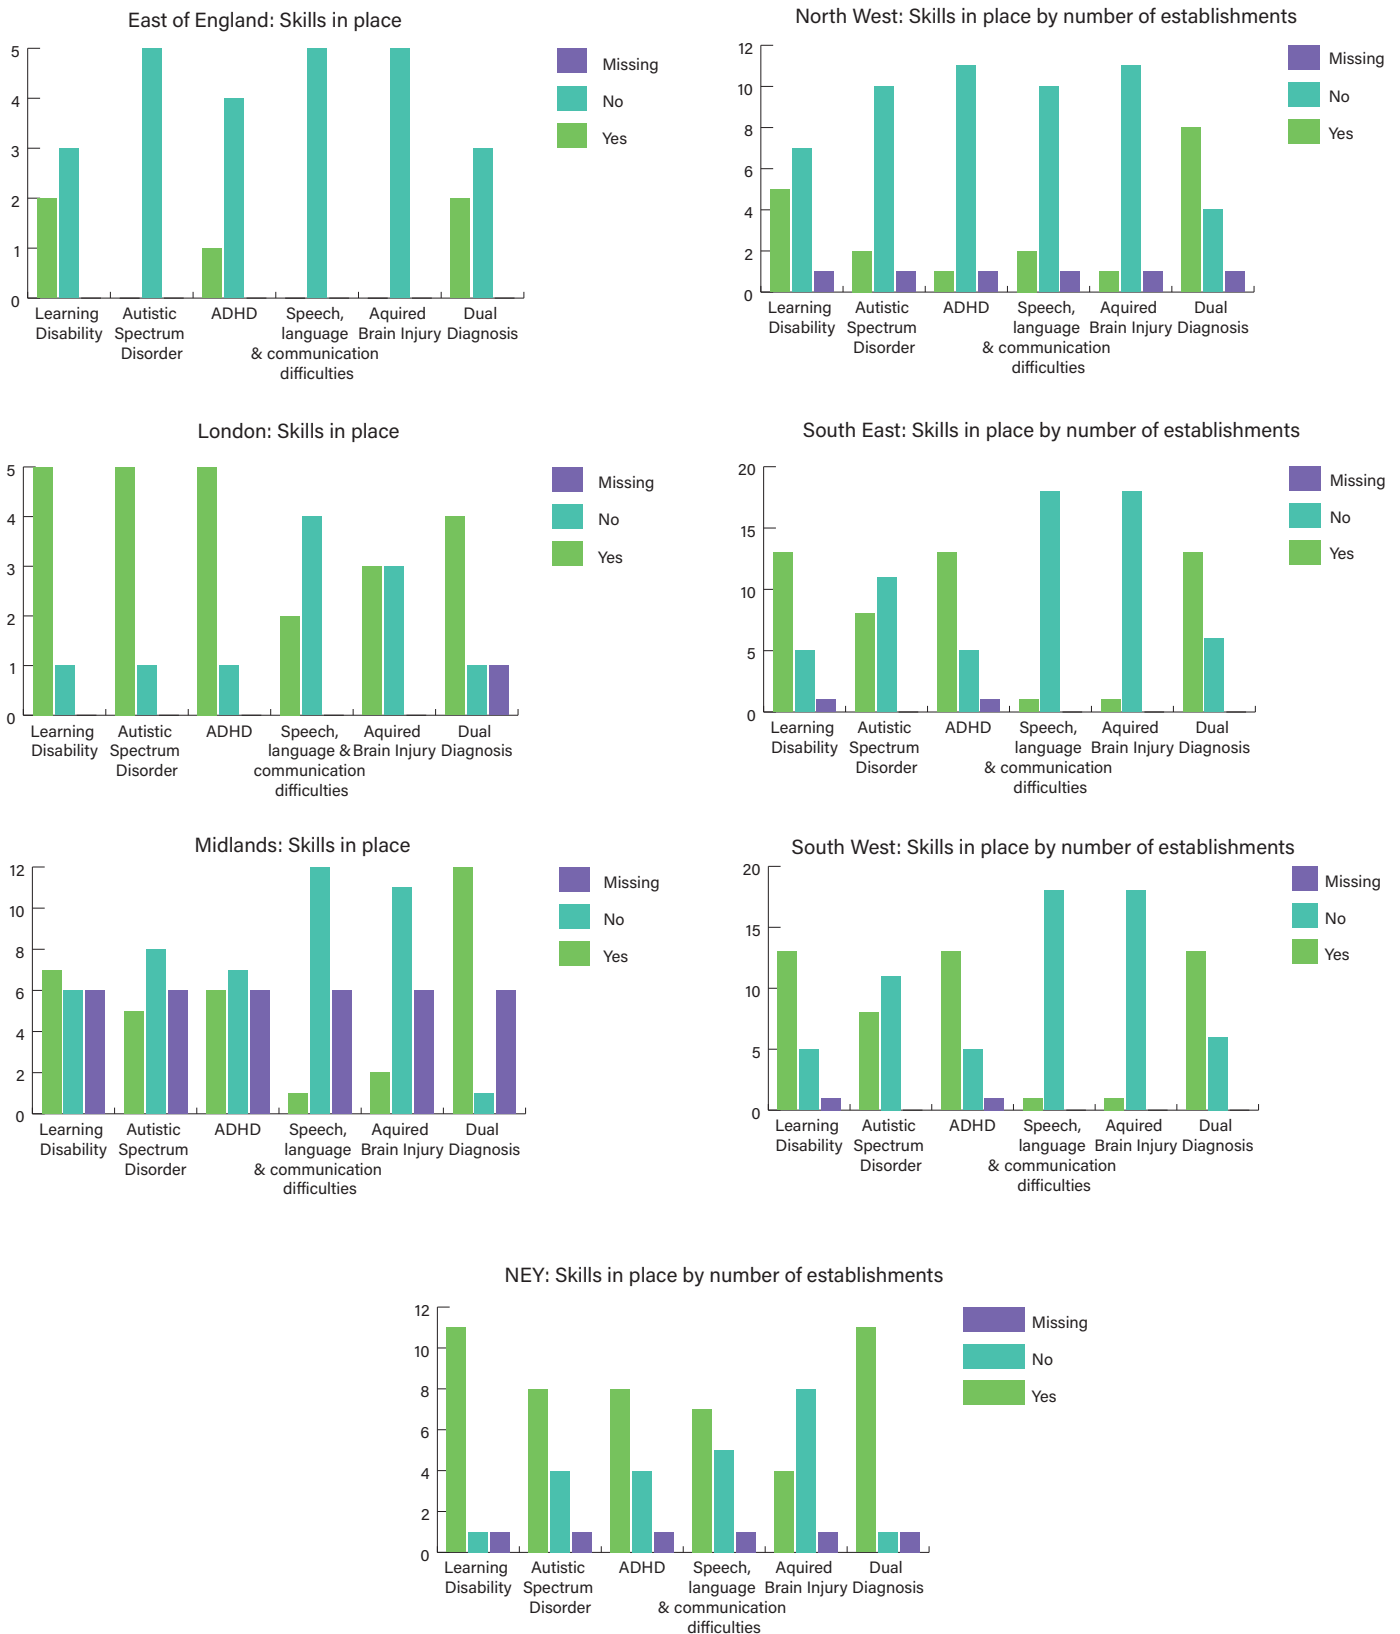 East of England: Skills in place
5
4
3
2
1
0
Learning
Disability
Autistic
Spectrum
Disorder
ADHD
Speech,
language
& communication
difficulties
Aquired
Brain Injury
Dual
Diagnosis
Missing
No
Yes
North West: Skills in place by number of establishments
12
10
8
6
4
2
0
Learning
Disability
Autistic
Spectrum
Disorder
ADHD
Speech,
language
& communication
difficulties
Aquired
Brain Injury
Dual
Diagnosis
Missing
No
Yes
London: Skills in place
5
4
3
2
1
0
Learning
Disability
Autistic
Spectrum
Disorder
ADHD
Speech,
language &
communication
difficulties
Aquired
Brain Injury
Dual
Diagnosis
Missing
No
Yes
South East: Skills in place by number of establishments
20
15
10
5
0
Learning
Disability
Autistic
Spectrum
Disorder
ADHD
Speech,
language
& communication
difficulties
Aquired
Brain Injury
Dual
Diagnosis
Missing
No
Yes
Midlands: Skills in place
12
10
8
6
4
2
0
Learning
Disability
Autistic
Spectrum
Disorder
ADHD
Speech,
language
& communication
difficulties
Aquired
Brain Injury
Dual
Diagnosis
Missing
No
Yes
South West: Skills in place by number of establishments
20
15
10
5
0
Learning
Disability
Autistic
Spectrum
Disorder
ADHD
Speech,
language
& communication
difficulties
Aquired
Brain Injury
Dual
Diagnosis
Missing
No
Yes
NEY: Skills in place by number of establishments
12
10
8
6
4
2
0
Learning
Disability
Autistic
Spectrum
Disorder
ADHD
Speech,
language
& communication
difficulties
Aquired
Brain Injury
Dual
Diagnosis
Missing
No
Yes